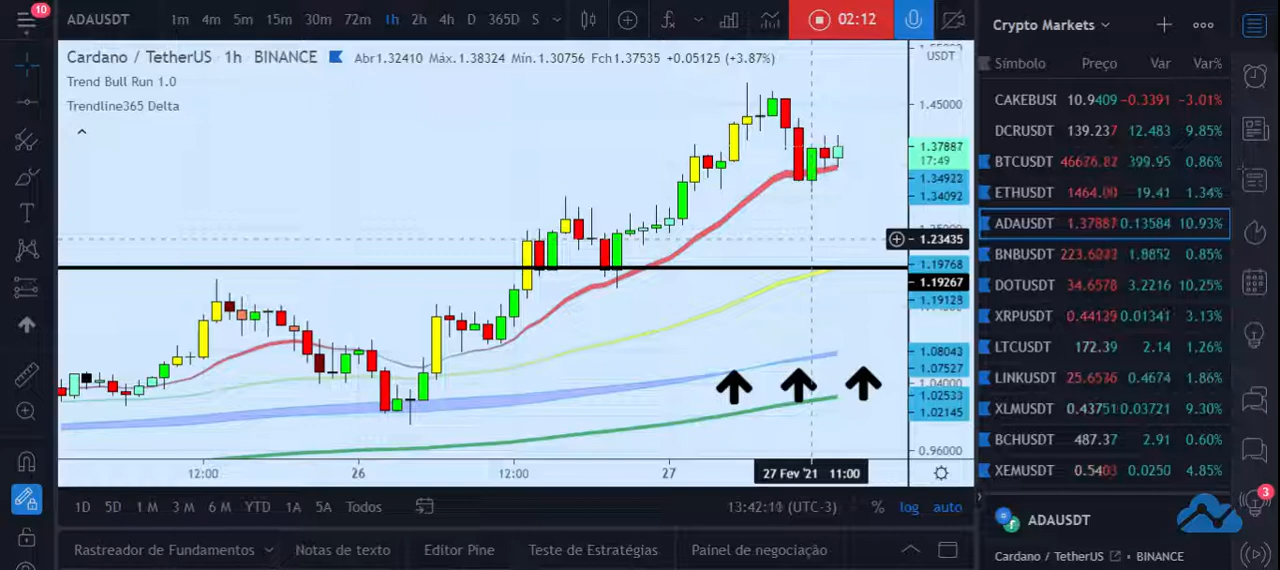 10
ADAUSDT 1m 4m 5m 15m 30m 72m 1h 2h 4h D 365D S 02:12
Crypto Markets
Cardano / TetherUS 1h BINANCE Abr1.32410 Máx.1.38324 Mín.1.30756 Fch1.37535 +0.05125 (+3.87%)
USDT
Trend Bull Run 1.0
Trendline365 Delta
1.45000
1.37887
17:49
1.34922
1.34092
1.23435
1.19768
1.19267
1.19128
1.08043
1.07527
1.04000
1.02533
1.02145
0.96000
12:00 26 12:00 27 27 Fev '21 11:00
1D 5D 1M 3M 6M YTD 1A 5A Todos 13:42:10 (UTC-3) % log auto
Rastreador de Fundamentos Notas de texto Editor Pine Teste de Estratégias Painel de negociação
Símbolo Preço Var Var%
CAKEBUSI 10.9409 -0.3391 -3.01%
DCRUSDT 139.237 12.483 9.85%
BTCUSDT 399.95 0.86%
ETHUSDT 19.41 1.34%
ADAUSDT 1.37887 0.13584 10.93%
BNBUSDT 1.8852 0.85%
DOTUSDT 34.6578 3.2216 10.25%
XRPUSDT 0.44129 0.01341 3.13%
LTCUSDT 172.39 2.14 1.26%
LINKUSDT 0.4674 1.86%
XLMUSDT 0.43751 0.03721 9.30%
BCHUSDT 487.37 2.91 0.60%
XEMUSDT 0.0250 4.85%
3
ADAUSDT
Cardano / TetherUS • BINANCE